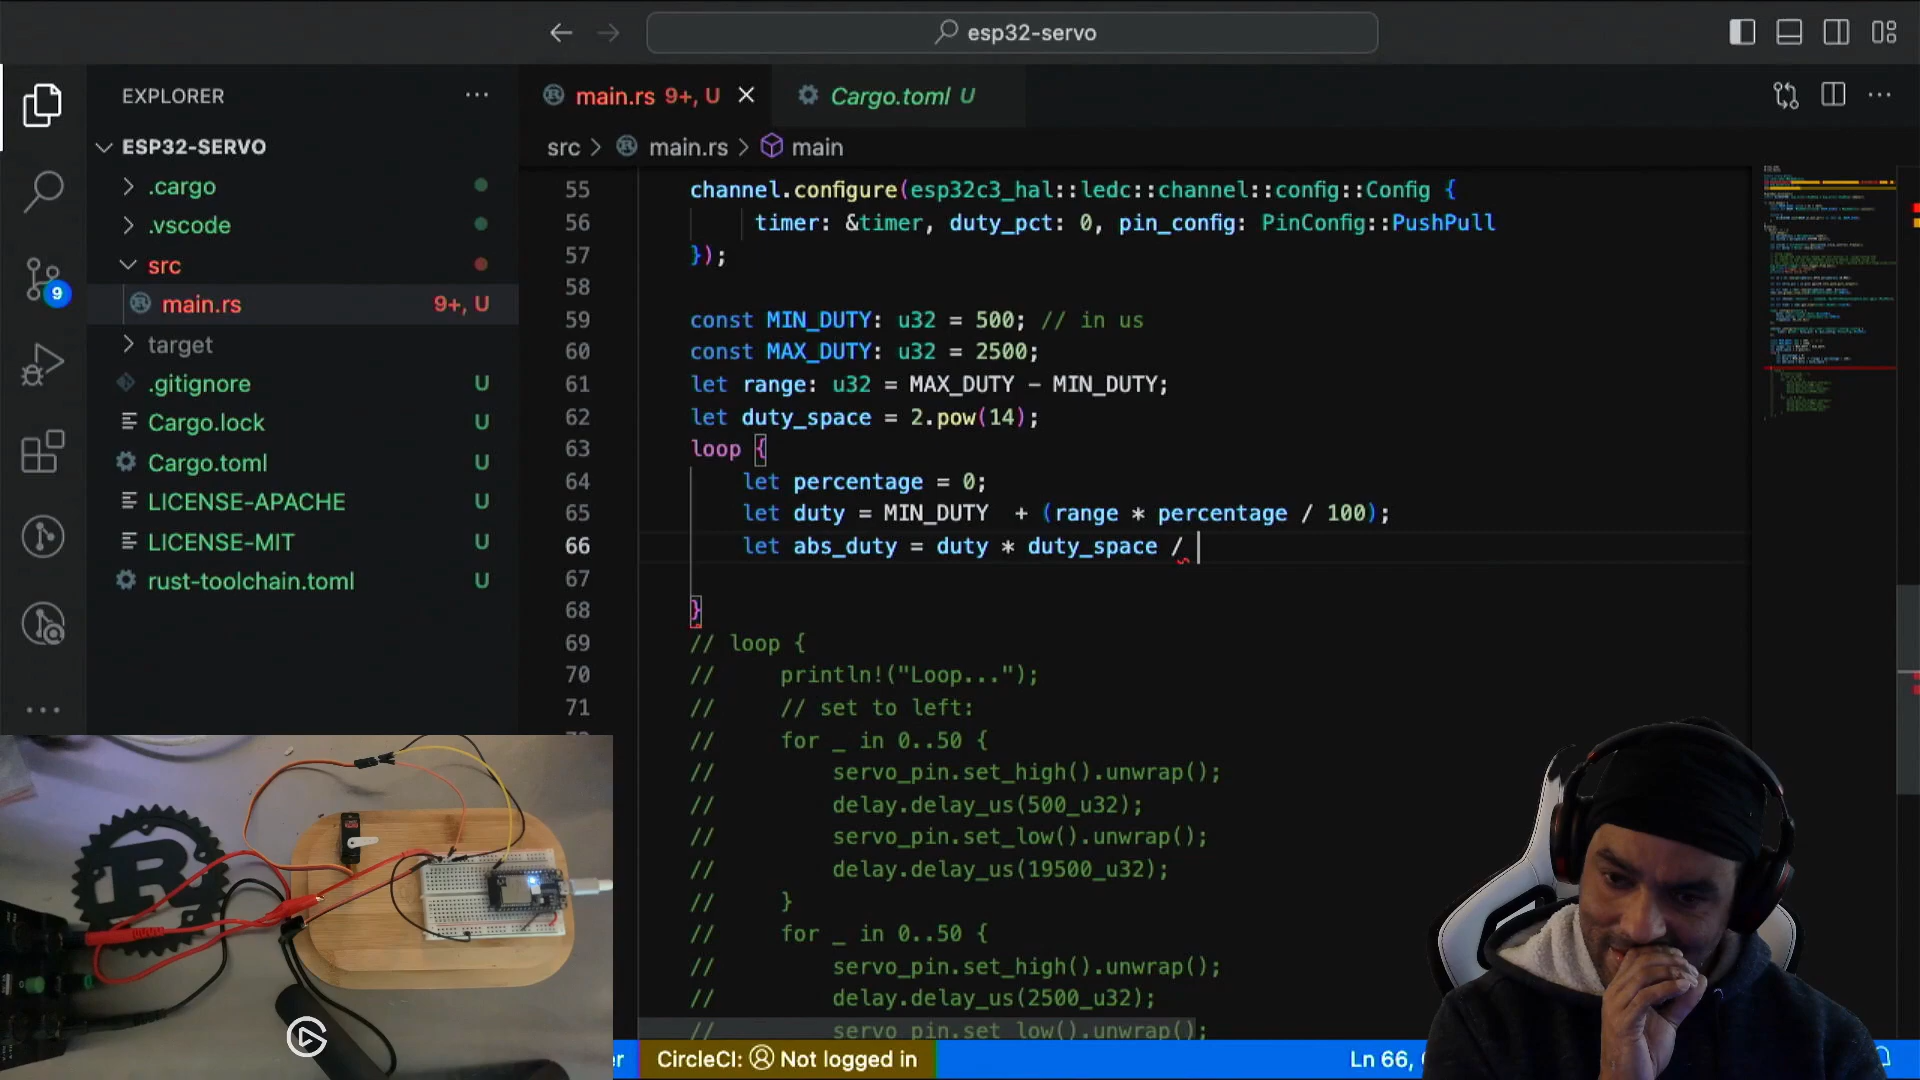 esp32-servo
EXPLORER
main.rs 9+, U
Cargo.toml U
ESP32-SERVO
src > main.rs > main
.cargo
.vscode
src
main.rs 9+, U
target
.gitignore U
Cargo.lock U
Cargo.toml U
LICENSE-APACHE U
LICENSE-MIT U
rust-toolchain.toml U
9
55 channel.configure(esp32c3_hal::ledc::channel::config::Config {
56 timer: &timer, duty_pct: 0, pin_config: PinConfig::PushPull
57 });
58
59 const MIN_DUTY: u32 = 500; // in us
60 const MAX_DUTY: u32 = 2500;
61 let range: u32 = MAX_DUTY - MIN_DUTY;
62 let duty_space = 2.pow(14);
63 loop {
64 let percentage = 0;
65 let duty = MIN_DUTY  + (range * percentage / 100);
66 let abs_duty = duty * duty_space /
67
68 }
69 // loop {
70 //     println!("Loop...");
71 //     // set to left:
//     for _ in 0..50 {
//         servo_pin.set_high().unwrap();
//         delay.delay_us(500_u32);
//         servo_pin.set_low().unwrap();
//         delay.delay_us(19500_u32);
//     }
//     for _ in 0..50 {
//         servo_pin.set_high().unwrap();
//         delay.delay_us(2500_u32);
//         servo_pin.set_low().unwrap();
CircleCI: Not logged in
Ln 66,
R